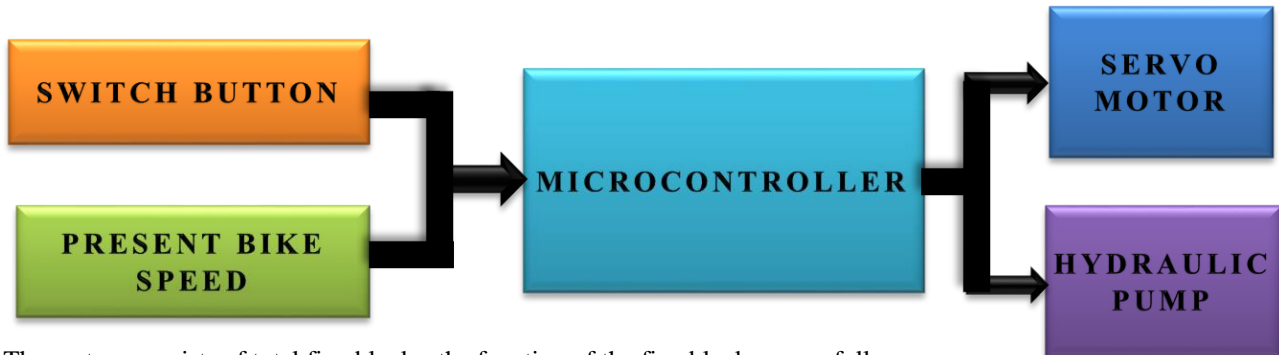 SWITCH BUTTON
PRESENT BIKE
SPEED
MICROCONTROLLER
SERVO
MOTOR
HYDRAULIC
PUMP